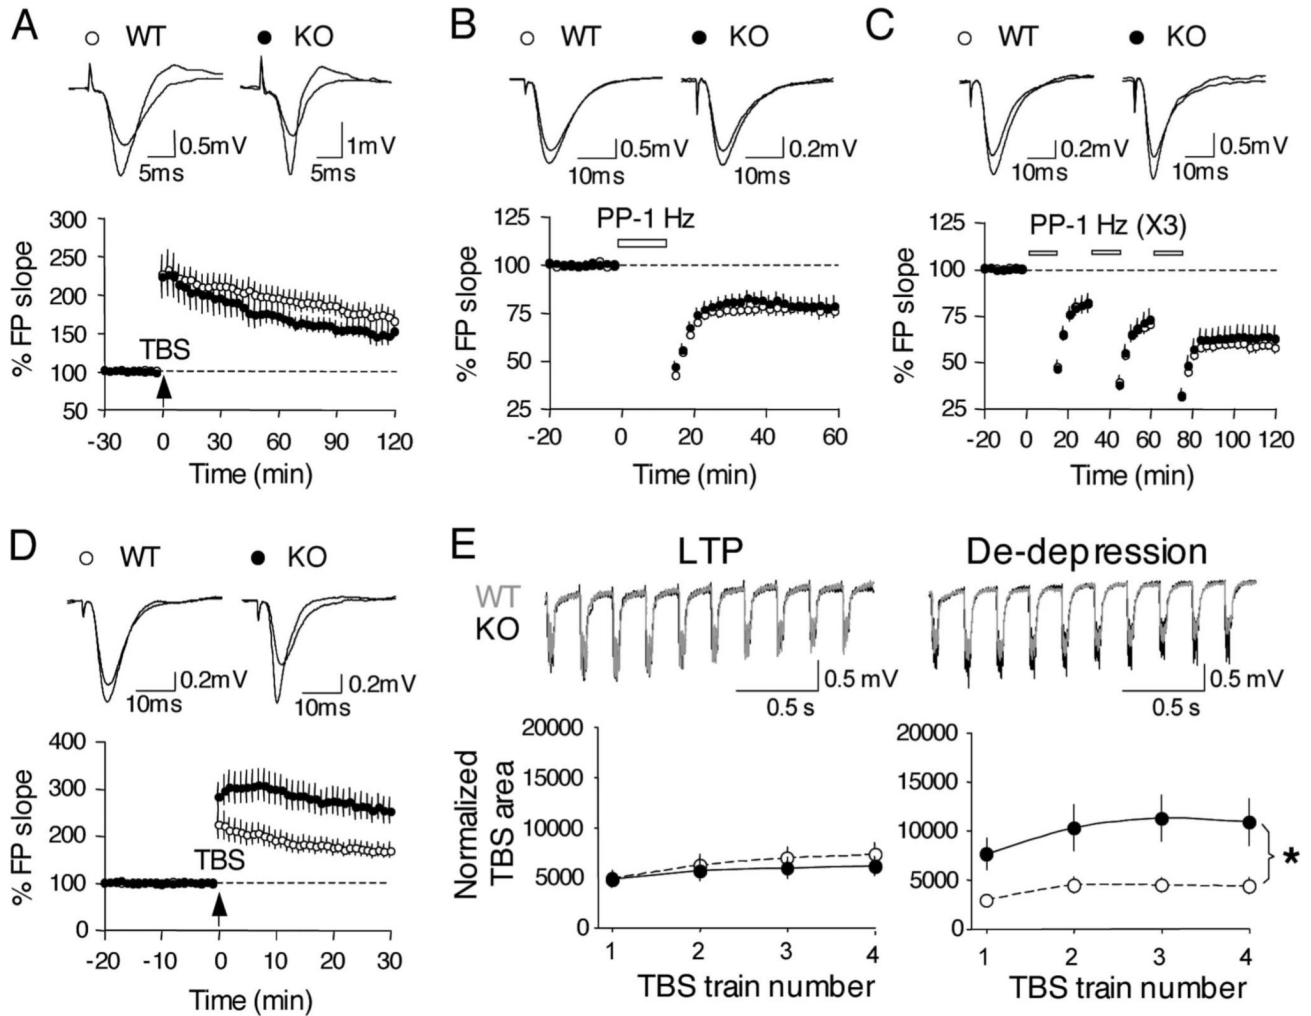 A
WT KO
0.5mV
5ms
1mV
5ms
% FP slope
300
250
200
150
100
50
TBS
-30 0 30 60 90 120
Time (min)
B
WT KO
0.5mV
10ms
0.2mV
10ms
% FP slope
125
100
75
50
25
PP-1 Hz
-20 0 20 40 60
Time (min)
C
WT KO
0.2mV
10ms
0.5mV
10ms
% FP slope
125
100
75
50
25
PP-1 Hz (X3)
-20 0 20 40 60 80 100 120
Time (min)
D
WT KO
0.2mV
10ms
0.2mV
10ms
% FP slope
400
300
200
100
0
TBS
-20 -10 0 10 20 30
Time (min)
E
LTP
WT
KO
0.5 mV
0.5 s
Normalized
TBS area
20000
15000
10000
5000
0
1 2 3 4
TBS train number
De-depression
0.5 mV
0.5 s
20000
15000
10000
5000
0
*
1 2 3 4
TBS train number